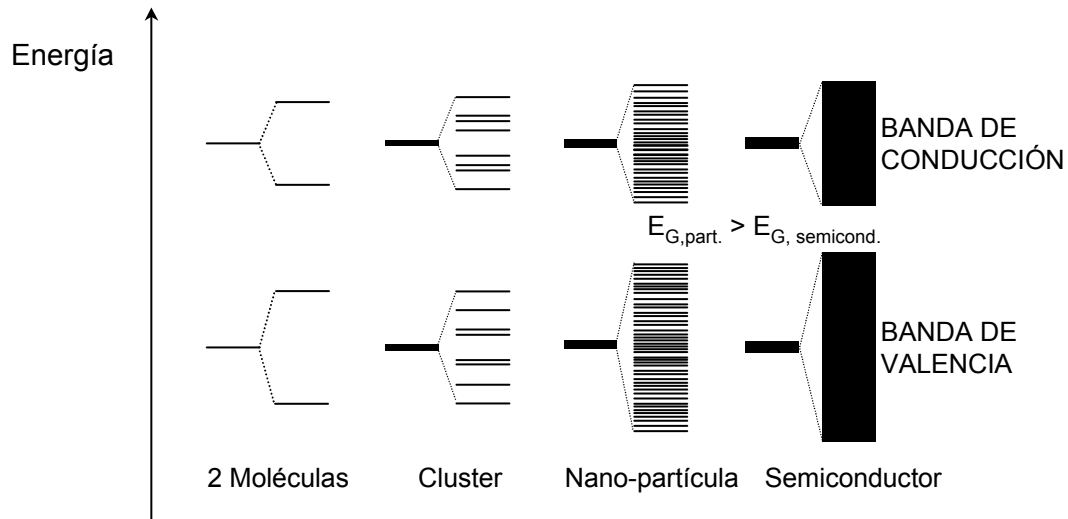 Energía
BANDA DE
CONDUCCIÓN
E_G,part. > E_G, semicond.
BANDA DE
VALENCIA
2 Moléculas Cluster Nano-partícula Semiconductor